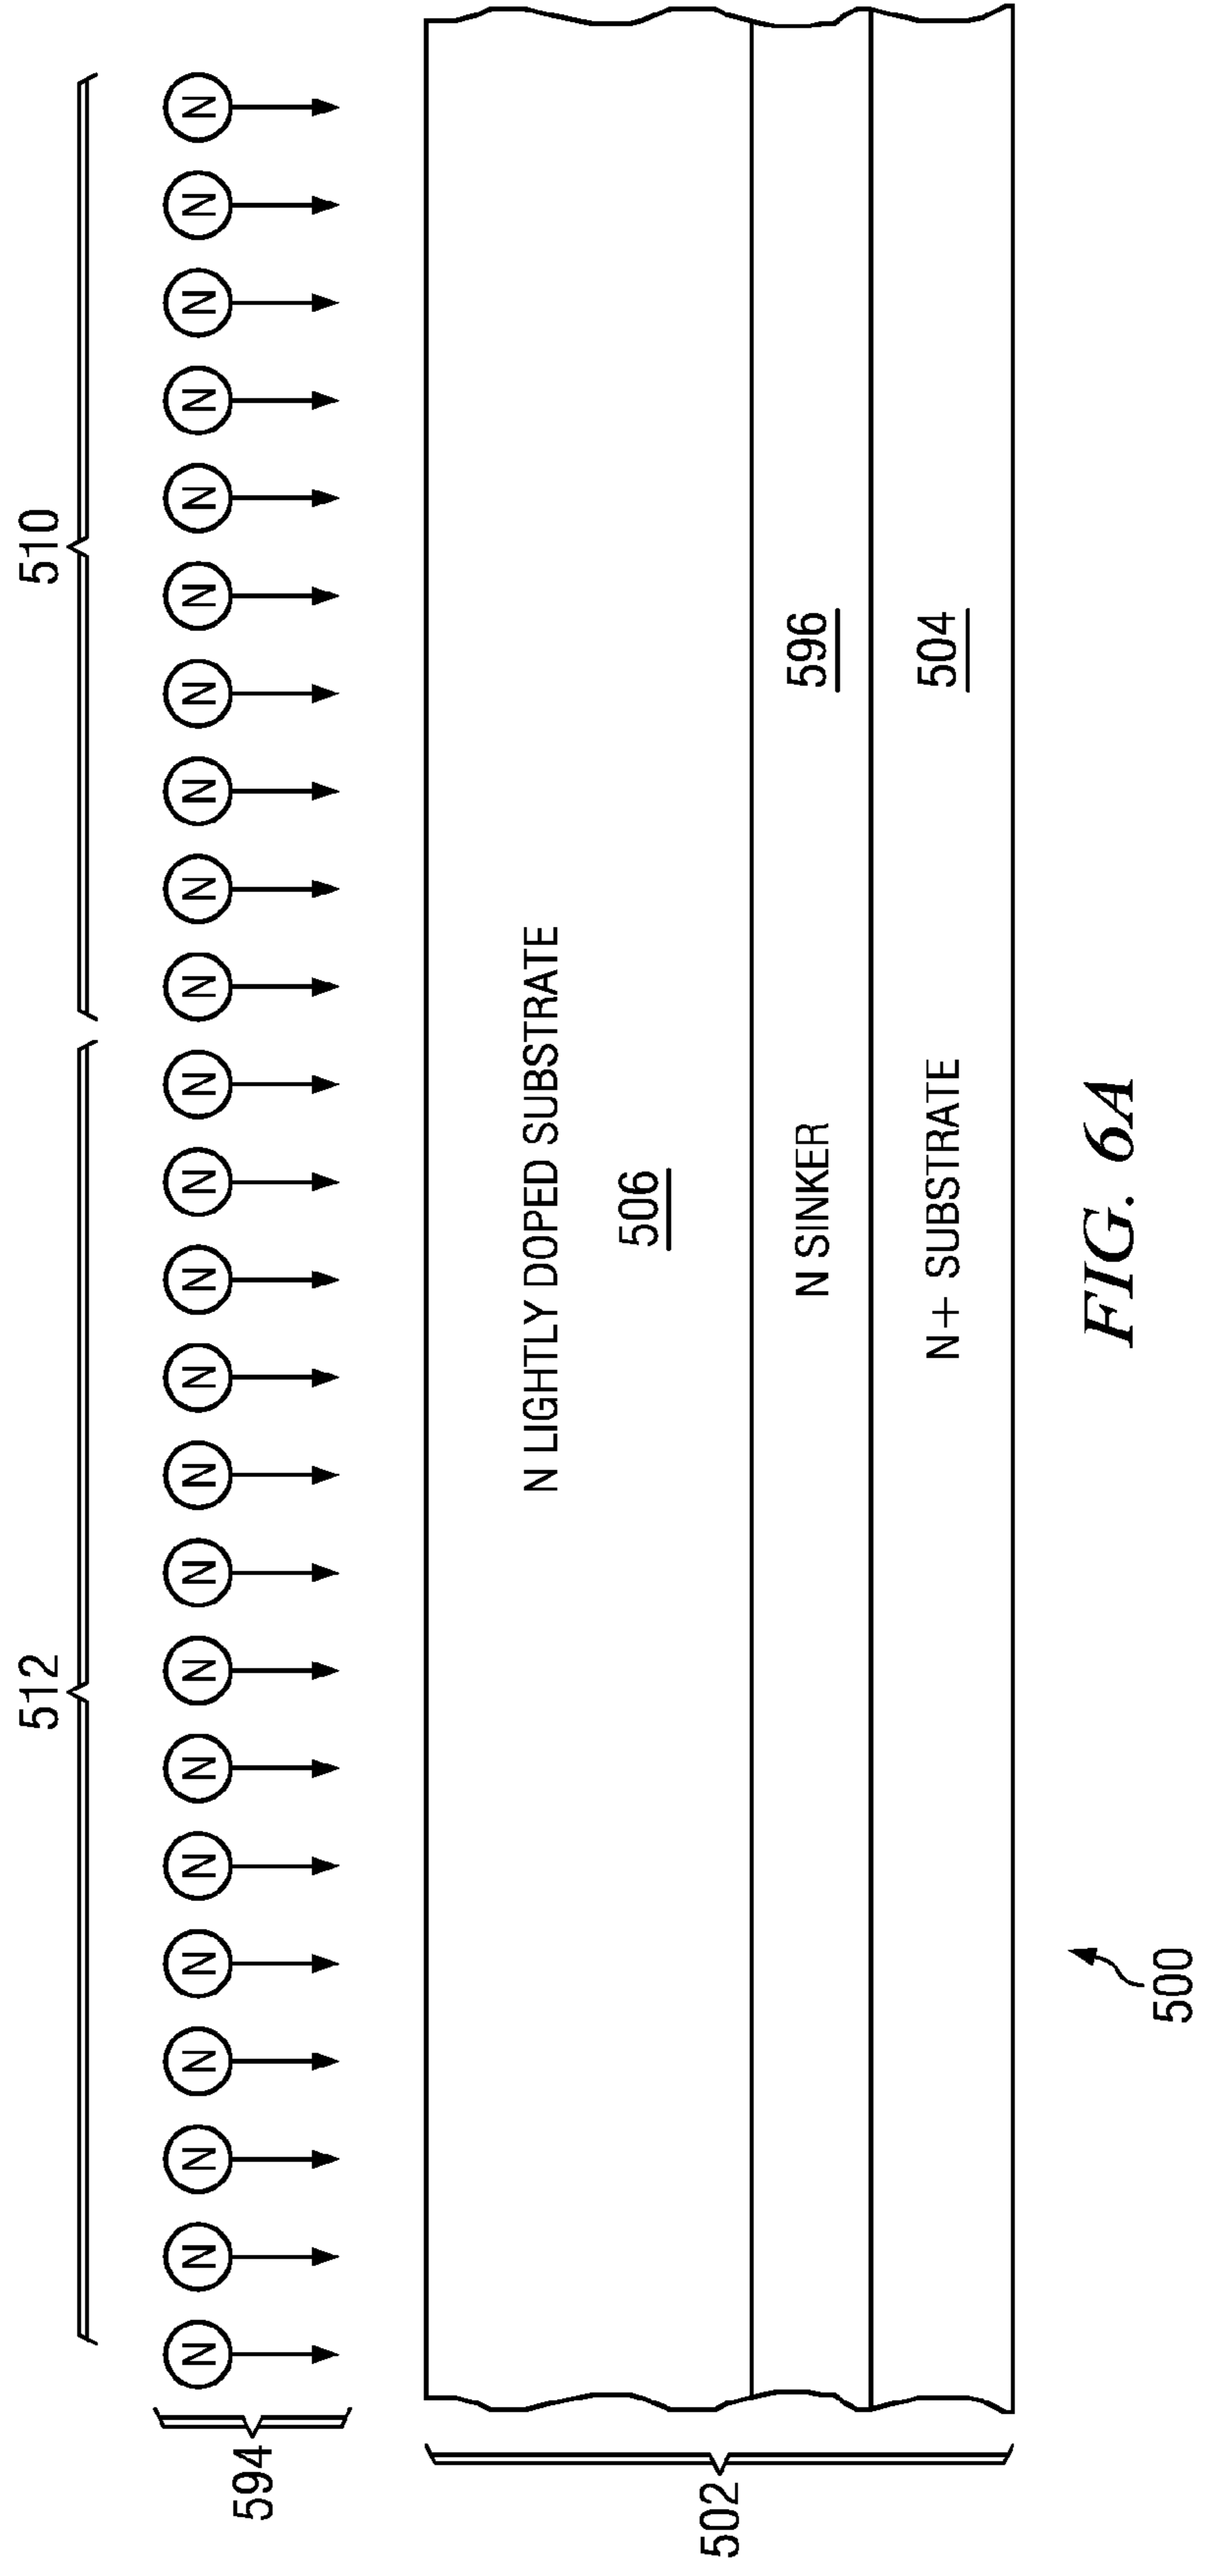 512 510
N N N N N N N N N N N N N N N N N N N N N N N N
594
N LIGHTLY DOPED SUBSTRATE
506
502
N SINKER 596
N+ SUBSTRATE 504
500
FIG. 6A